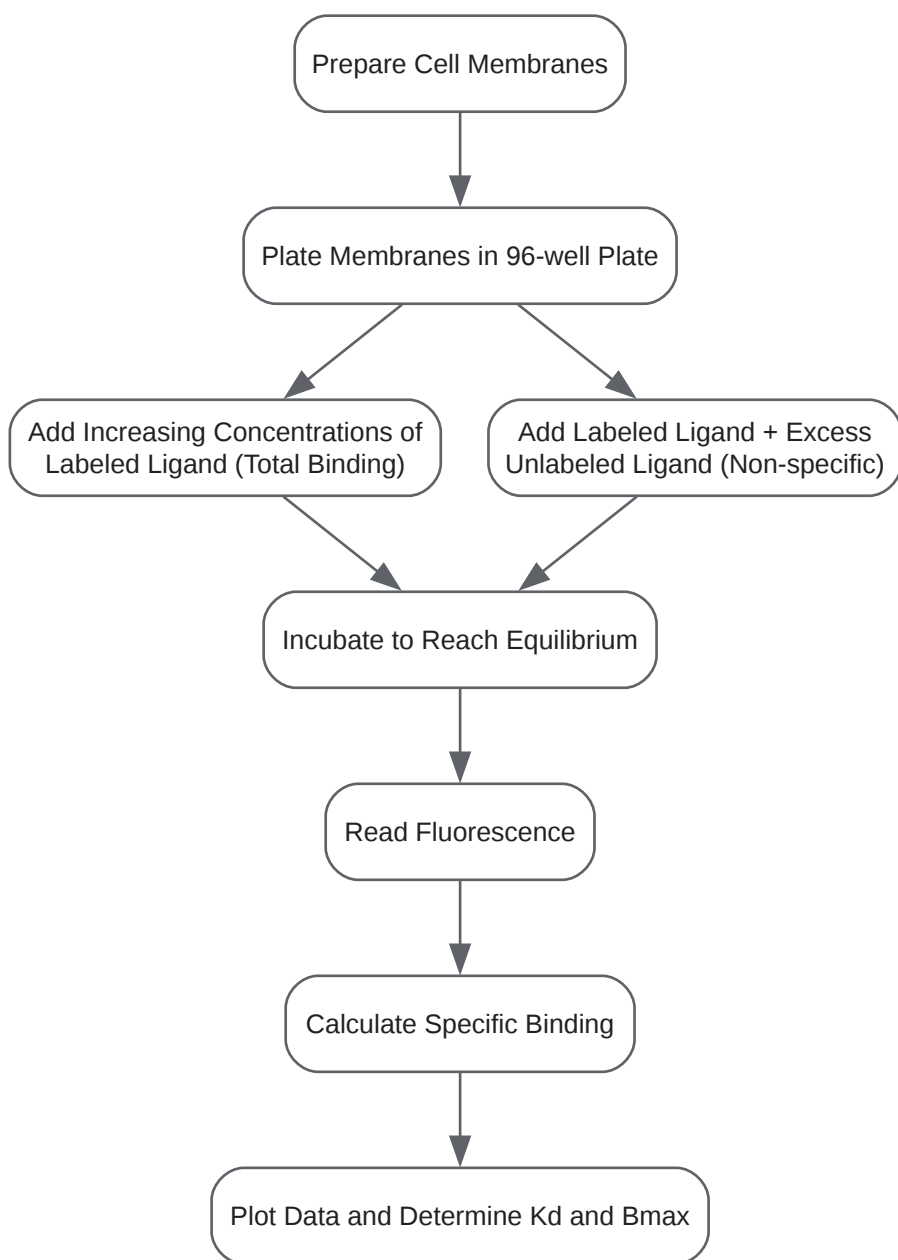 Prepare Cell Membranes
Plate Membranes in 96-well Plate
Add Increasing Concentrations of
Labeled Ligand (Total Binding)
Add Labeled Ligand + Excess
Unlabeled Ligand (Non-specific)
Incubate to Reach Equilibrium
Read Fluorescence
Calculate Specific Binding
Plot Data and Determine Kd and Bmax